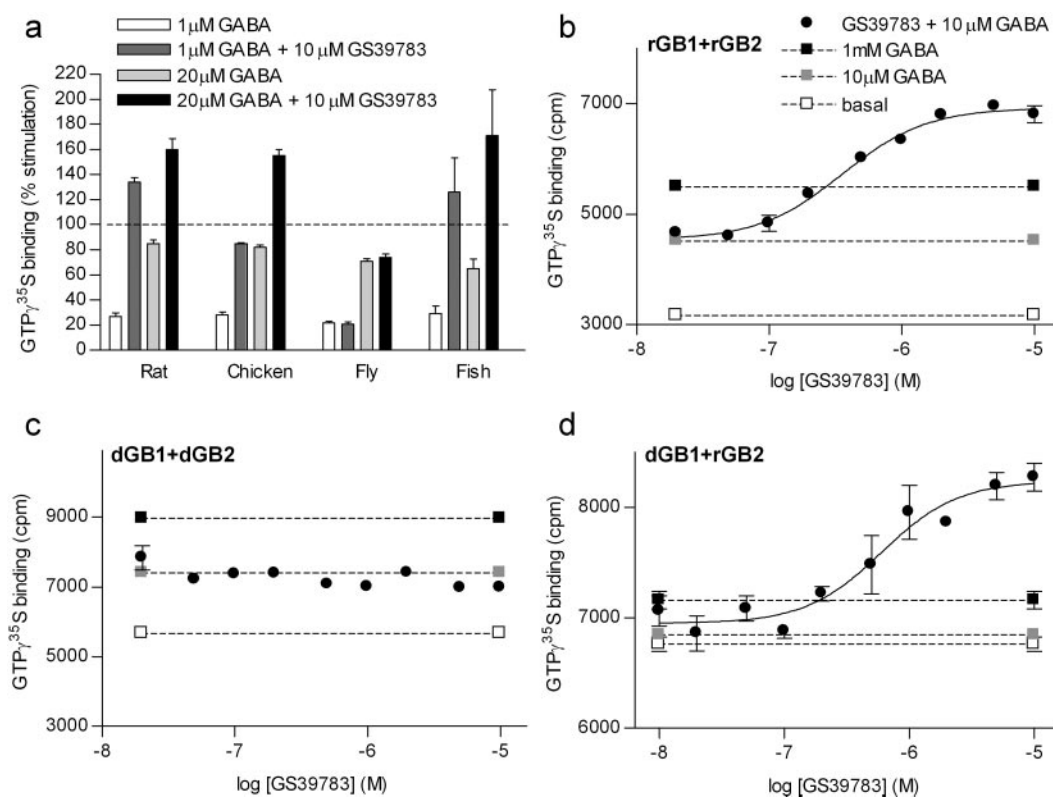 a
1µM GABA
1µM GABA + 10 µM GS39783
20µM GABA
20µM GABA + 10 µM GS39783
GTPγ35S binding (% stimulation)
220
200
180
160
140
120
100
80
60
40
20
0
Rat Chicken Fly Fish
b
rGB1+rGB2
GS39783 + 10 µM GABA
1mM GABA
10µM GABA
basal
GTPγ35S binding (cpm)
7000
5000
3000
-8 -7 -6 -5
log [GS39783] (M)
c
dGB1+dGB2
GTPγ35S binding (cpm)
9000
7000
5000
3000
-8 -7 -6 -5
log [GS39783] (M)
d
dGB1+rGB2
GTPγ35S binding (cpm)
8000
7000
6000
-8 -7 -6 -5
log [GS39783] (M)